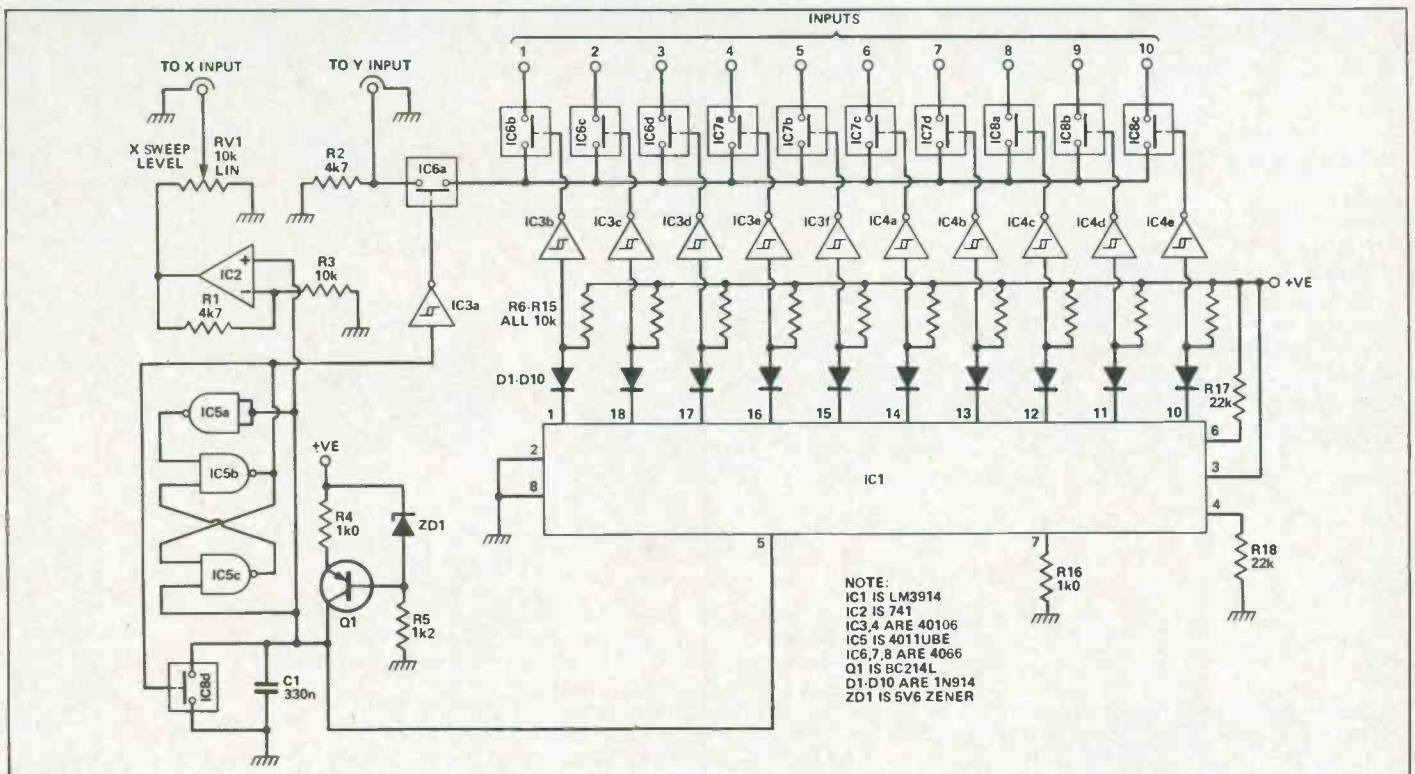 INPUTS
1 2 3 4 5 6 7 8 9 10
TO X INPUT
TO Y INPUT
IC6b IC6c IC6d IC7a IC7b IC7c IC7d IC8a IC8b IC8c
X SWEEP
LEVEL
RV1
10k
LIN
R2
4k7
IC6a
IC3b IC3c IC3d IC3e IC3f IC4a IC4b IC4c IC4d IC4e
+
IC2
−
R3
10k
R1
4k7
IC3a
R6-R15
ALL 10k
+VE
D1-D10
R17
22k
1 18 17 16 15 14 13 12 11 10
IC5a
IC5b
IC5c
+VE
R4
1k0
ZD1
Q1
R5
1k2
2
8
IC1
6
3
4
5
7
R16
1k0
R18
22k
IC8d
C1
330n
NOTE:
IC1 IS LM3914
IC2 IS 741
IC3,4 ARE 40106
IC5 IS 4011UBE
IC6,7,8 ARE 4066
Q1 IS BC214L
D1-D10 ARE 1N914
ZD1 IS 5V6 ZENER